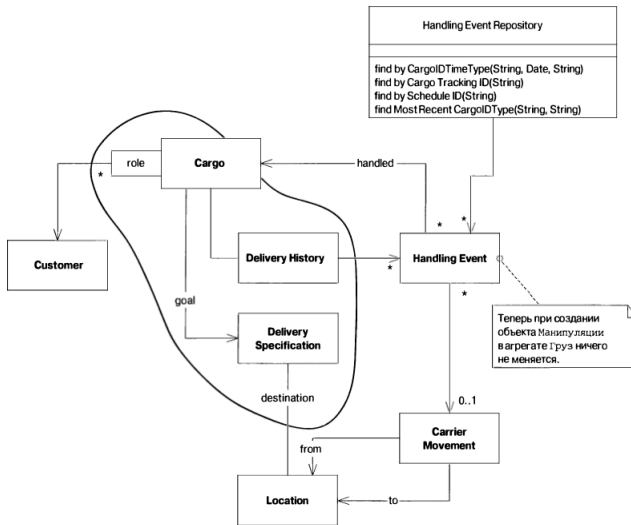 Handling Event Repository
find by CargoIDTimeType(String, Date, String)
find by Cargo Tracking ID(String)
find by Schedule ID(String)
find Most Recent CargoIDType(String, String)
role
Cargo
handled
*
*
*
Customer
Delivery History
*
Handling Event
*
goal
Теперь при создании
объекта Манипуляции
в агрегате Груз ничего
не меняется.
Delivery
Specification
destination
0..1
Carrier
Movement
from
Location
to